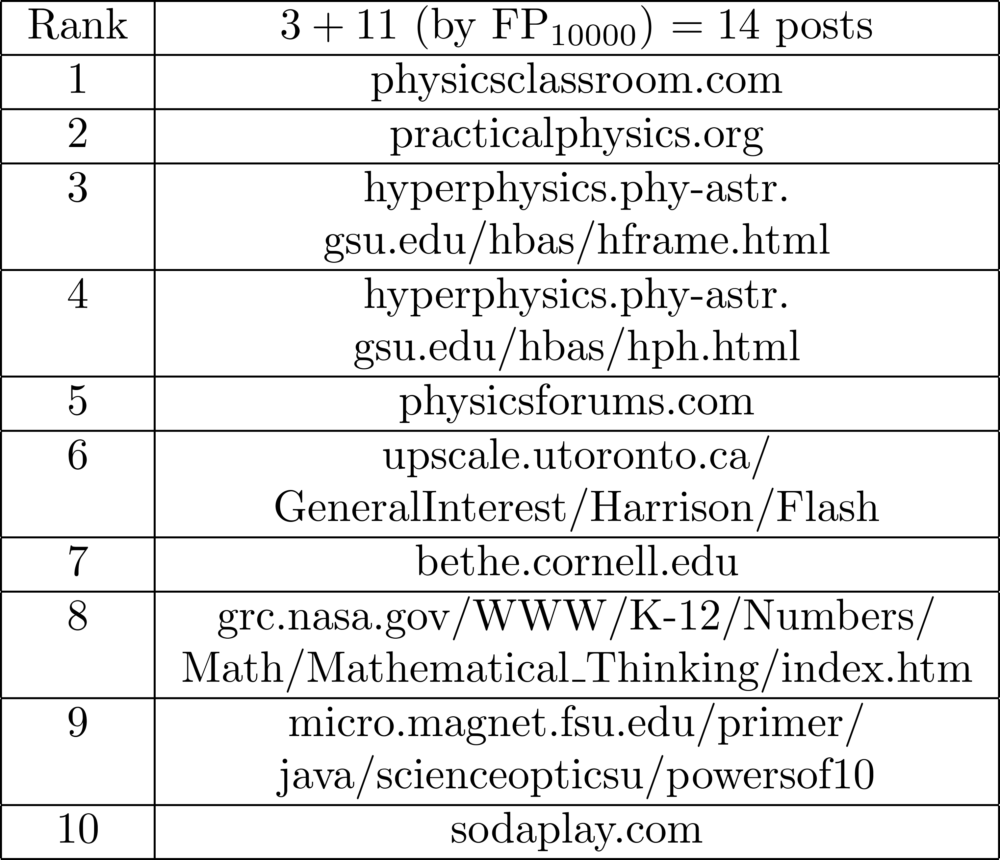 Rank 3 + 11 (by FP10000) = 14 posts
1 physicsclassroom.com
2 practicalphysics.org
3 hyperphysics.phy-astr.
gsu.edu/hbas/hframe.html
4 hyperphysics.phy-astr.
gsu.edu/hbas/hph.html
5 physicsforums.com
6 upscale.utoronto.ca/
GeneralInterest/Harrison/Flash
7 bethe.cornell.edu
8 grc.nasa.gov/WWW/K-12/Numbers/
Math/Mathematical_Thinking/index.htm
9 micro.magnet.fsu.edu/primer/
java/scienceopticsu/powersof10
10 sodaplay.com